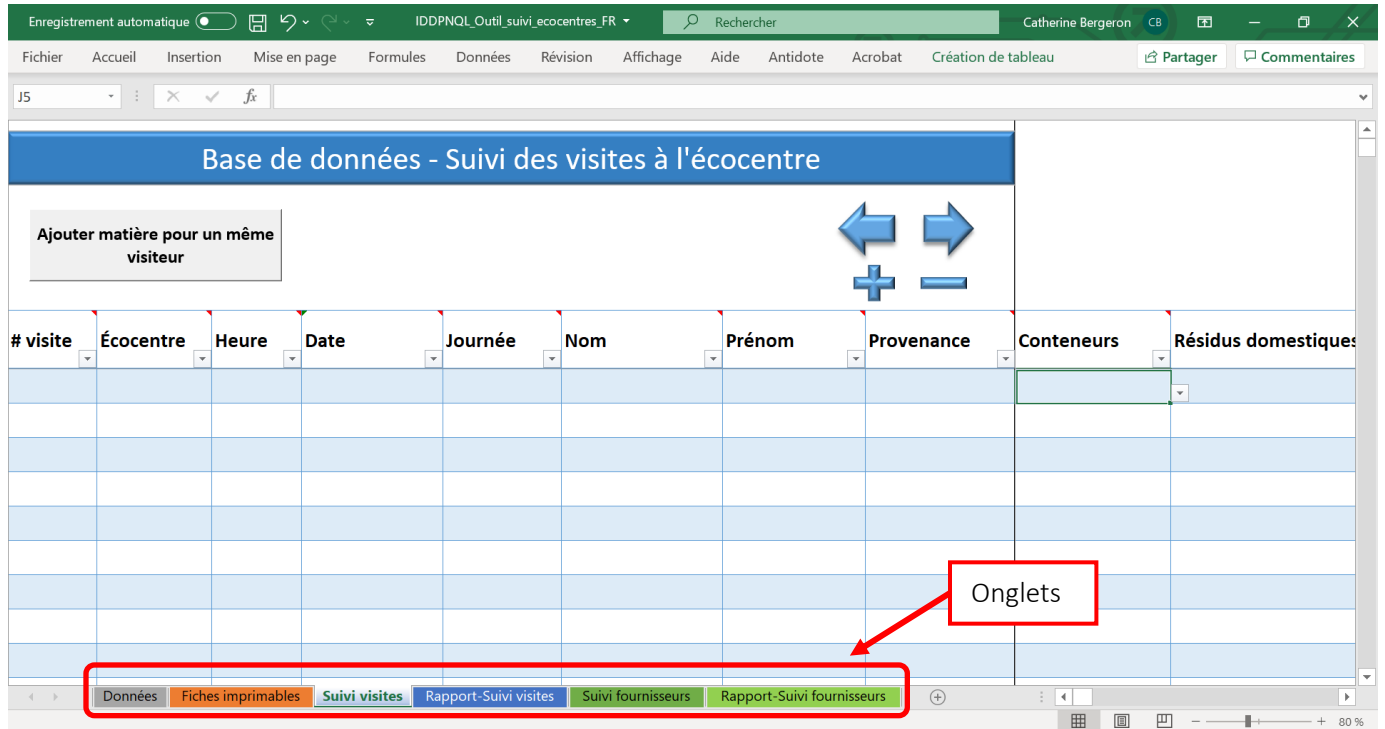 Enregistrement automatique IDDPNQL_Outil_suivi_ecocentres_FR Rechercher Catherine Bergeron CB
Fichier Accueil Insertion Mise en page Formules Données Révision Affichage Aide Antidote Acrobat Création de tableau Partager Commentaires
J5 fx
Base de données - Suivi des visites à l'écocentre
Ajouter matière pour un même
visiteur
# visite Écocentre Heure Date Journée Nom Prénom Provenance Conteneurs Résidus domestiques
Onglets
Données Fiches imprimables Suivi visites Rapport-Suivi visites Suivi fournisseurs Rapport-Suivi fournisseurs
80 %